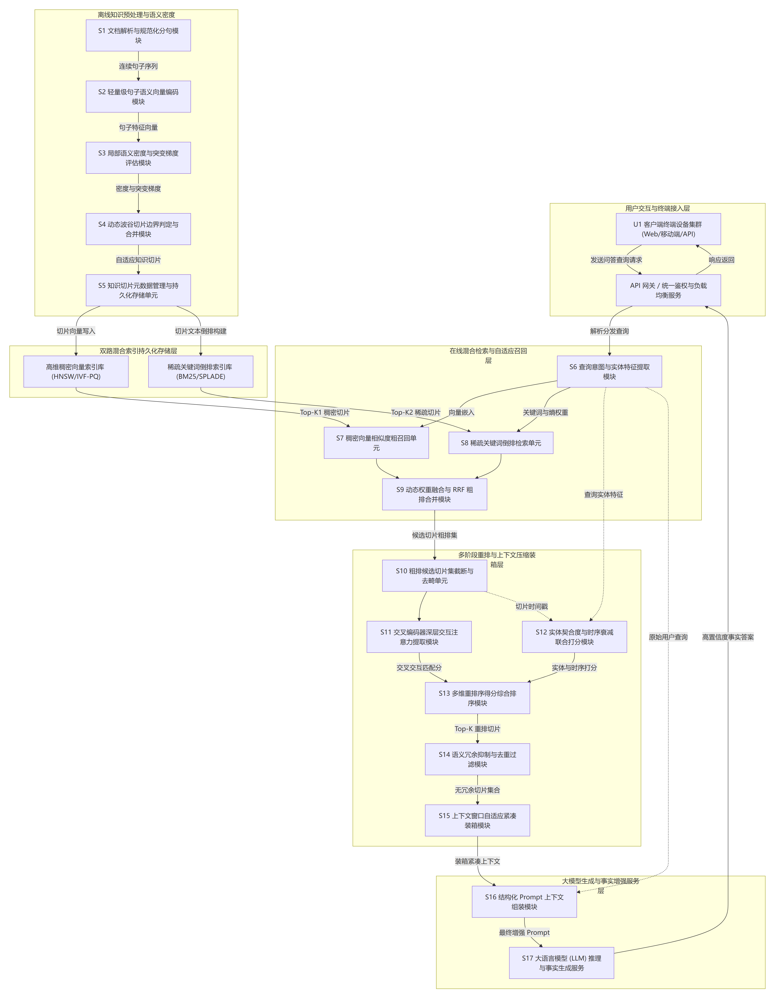 离线知识预处理与语义密度
S1 文档解析与规范化分句模
块
连续句子序列
S2 轻量级句子语义向量编码
模块
句子特征向量
S3 局部语义密度与突变梯度
评估模块
密度与突变梯度
S4 动态波谷切片边界判定与
合并模块
自适应知识切片
S5 知识切片元数据管理与持
久化存储单元
用户交互与终端接入层
U1 客户端终端设备集群
(Web/移动端/API)
发送问答查询请求
响应返回
API 网关 / 统一鉴权与负载
均衡服务
切片向量写入
切片文本倒排构建
解析分发查询
双路混合索引持久化存储层
高维稠密向量索引库
(HNSW/IVF-PQ)
稀疏关键词倒排索引库
(BM25/SPLADE)
在线混合检索与自适应召回
层
S6 查询意图与实体特征提取
模块
Top-K1 稠密切片
Top-K2 稀疏切片
向量嵌入
关键词与熵权重
S7 稠密向量相似度粗召回单
元
S8 稀疏关键词倒排检索单元
S9 动态权重融合与 RRF 粗
排合并模块
查询实体特征
候选切片粗排集
多阶段重排与上下文压缩装
箱层
S10 粗排候选切片集截断与
去畸单元
切片时间戳
S11 交叉编码器深层交互注
意力提取模块
S12 实体契合度与时序衰减
联合打分模块
原始用户查询
高置信度事实答案
交叉交互匹配分
实体与时序打分
S13 多维重排序得分综合排
序模块
Top-K 重排切片
S14 语义冗余抑制与去重过
滤模块
无冗余切片集合
S15 上下文窗口自适应紧凑
装箱模块
装箱紧凑上下文
大模型生成与事实增强服务
层
S16 结构化 Prompt 上下文
组装模块
最终增强 Prompt
S17 大语言模型 (LLM) 推理
与事实生成服务